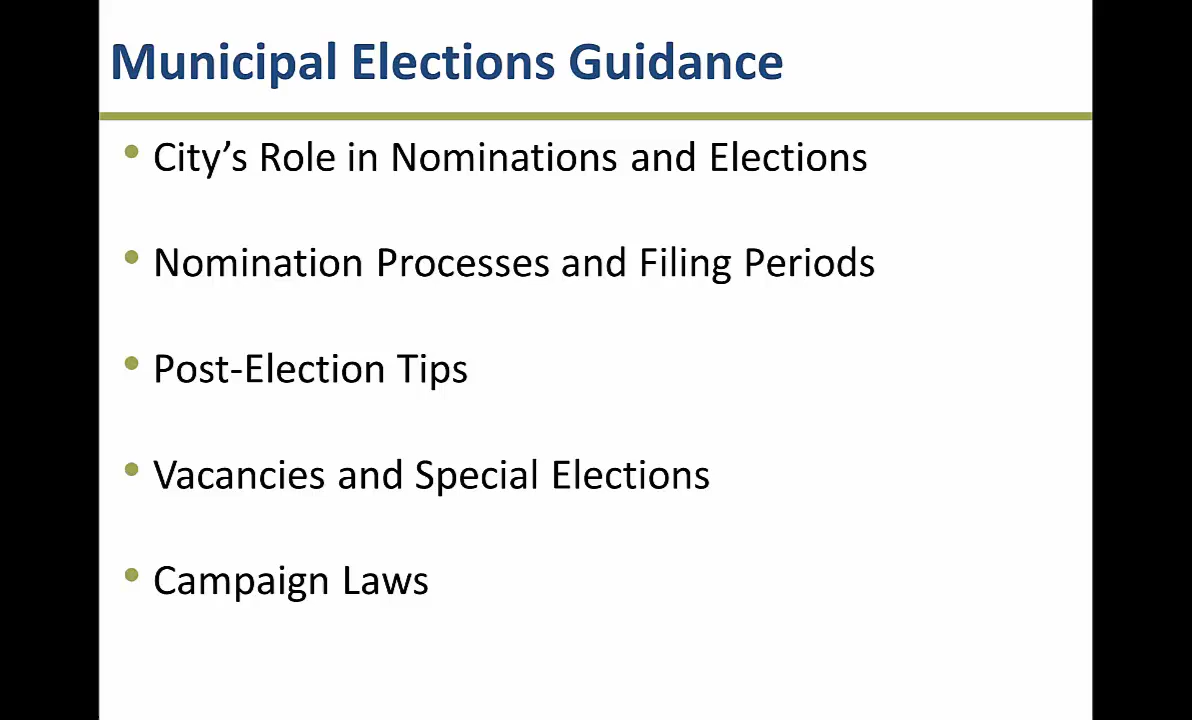 Municipal Elections Guidance
• City’s Role in Nominations and Elections
• Nomination Processes and Filing Periods
• Post-Election Tips
• Vacancies and Special Elections
• Campaign Laws